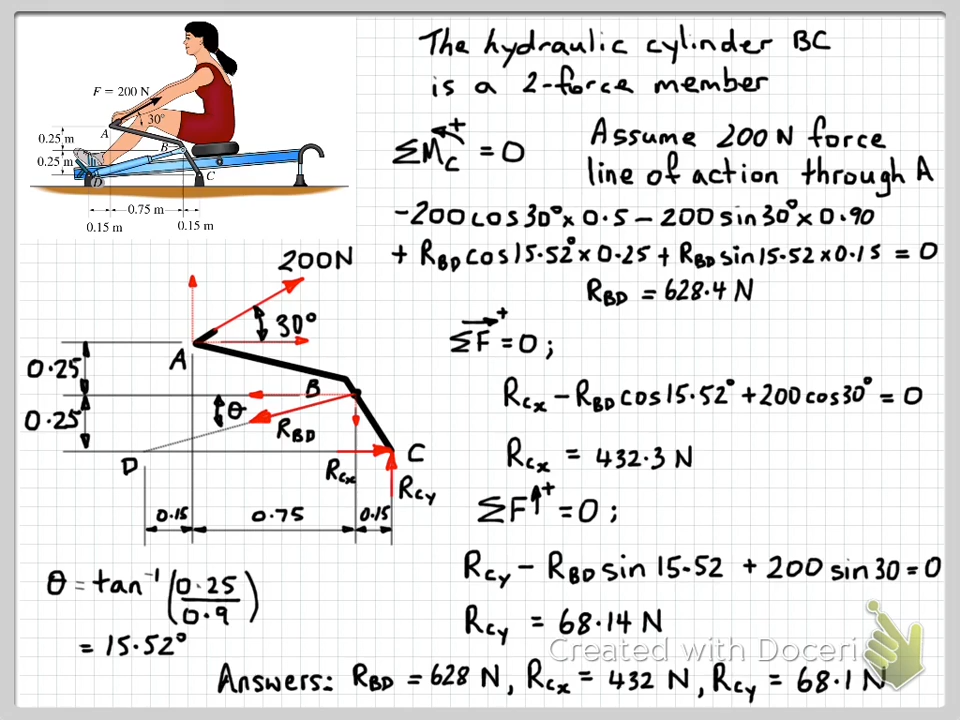 The hydraulic cylinder BC
is a 2-force member
F = 200 N
30°
A
B
C
D
0.25 m
0.25 m
0.75 m
0.15 m
0.15 m
ΣM_C = 0 +
Assume 200 N force
line of action through A
-200 cos 30° × 0.5 - 200 sin 30° × 0.90
+ R_BD cos 15.52° × 0.25 + R_BD sin 15.52 × 0.15 = 0
R_BD = 628.4 N
200N
30°
A
0.25
0.25
B
θ
R_BD
D
C
R_Cx
R_Cy
0.15
0.75
0.15
ΣF = 0 ; +
R_Cx - R_BD cos 15.52° + 200 cos 30° = 0
R_Cx = 432.3 N
ΣF↑+ = 0 ;
R_Cy - R_BD sin 15.52 + 200 sin 30 = 0
R_Cy = 68.14 N
θ = tan⁻¹ (0.25/0.9)
= 15.52°
Created with Doceri
Answers: R_BD = 628 N, R_Cx = 432 N, R_Cy = 68.1 N